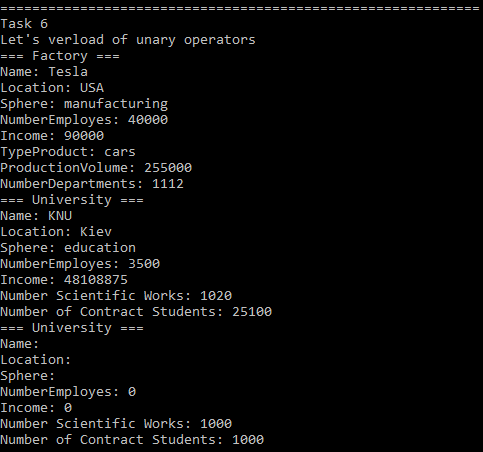 ============================================================
Task 6
Let's verload of unary operators
=== Factory ===
Name: Tesla
Location: USA
Sphere: manufacturing
NumberEmployes: 40000
Income: 90000
TypeProduct: cars
ProductionVolume: 255000
NumberDepartments: 1112
=== University ===
Name: KNU
Location: Kiev
Sphere: education
NumberEmployes: 3500
Income: 48108875
Number Scientific Works: 1020
Number of Contract Students: 25100
=== University ===
Name:
Location:
Sphere:
NumberEmployes: 0
Income: 0
Number Scientific Works: 1000
Number of Contract Students: 1000